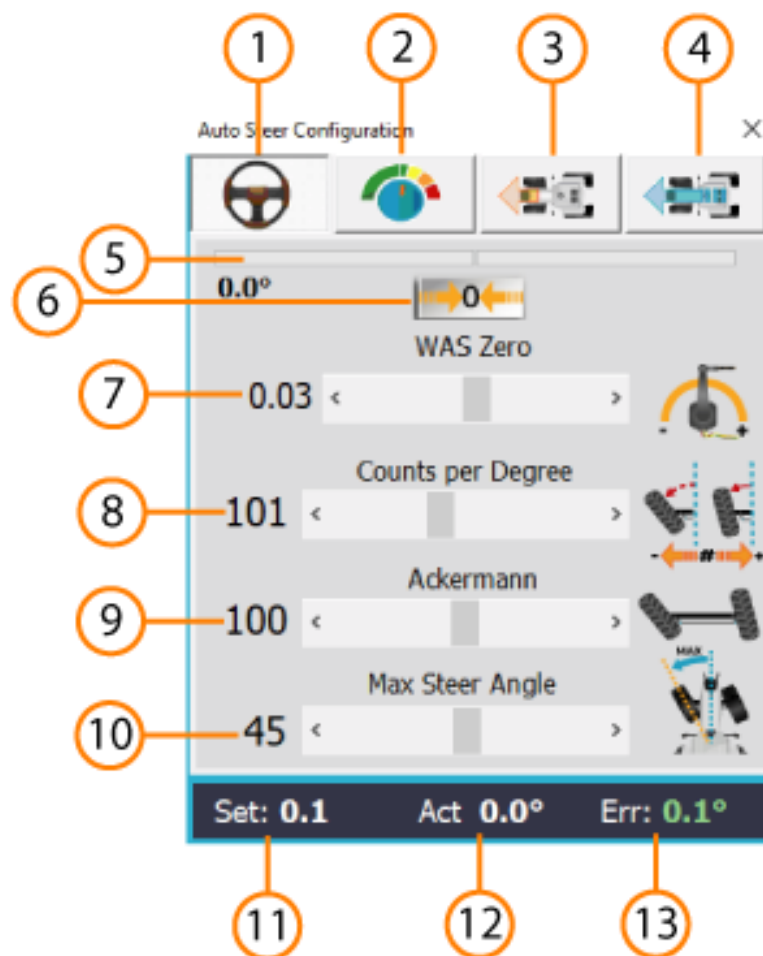 1 2 3 4
Auto Steer Configuration
5
0.0°
6 0
WAS Zero
7 0.03 < >
- +
Counts per Degree
8 101 < >
- # +
Ackermann
9 100 < >
MAX
Max Steer Angle
10 45 < >
Set: 0.1 Act 0.0° Err: 0.1°
11 12 13